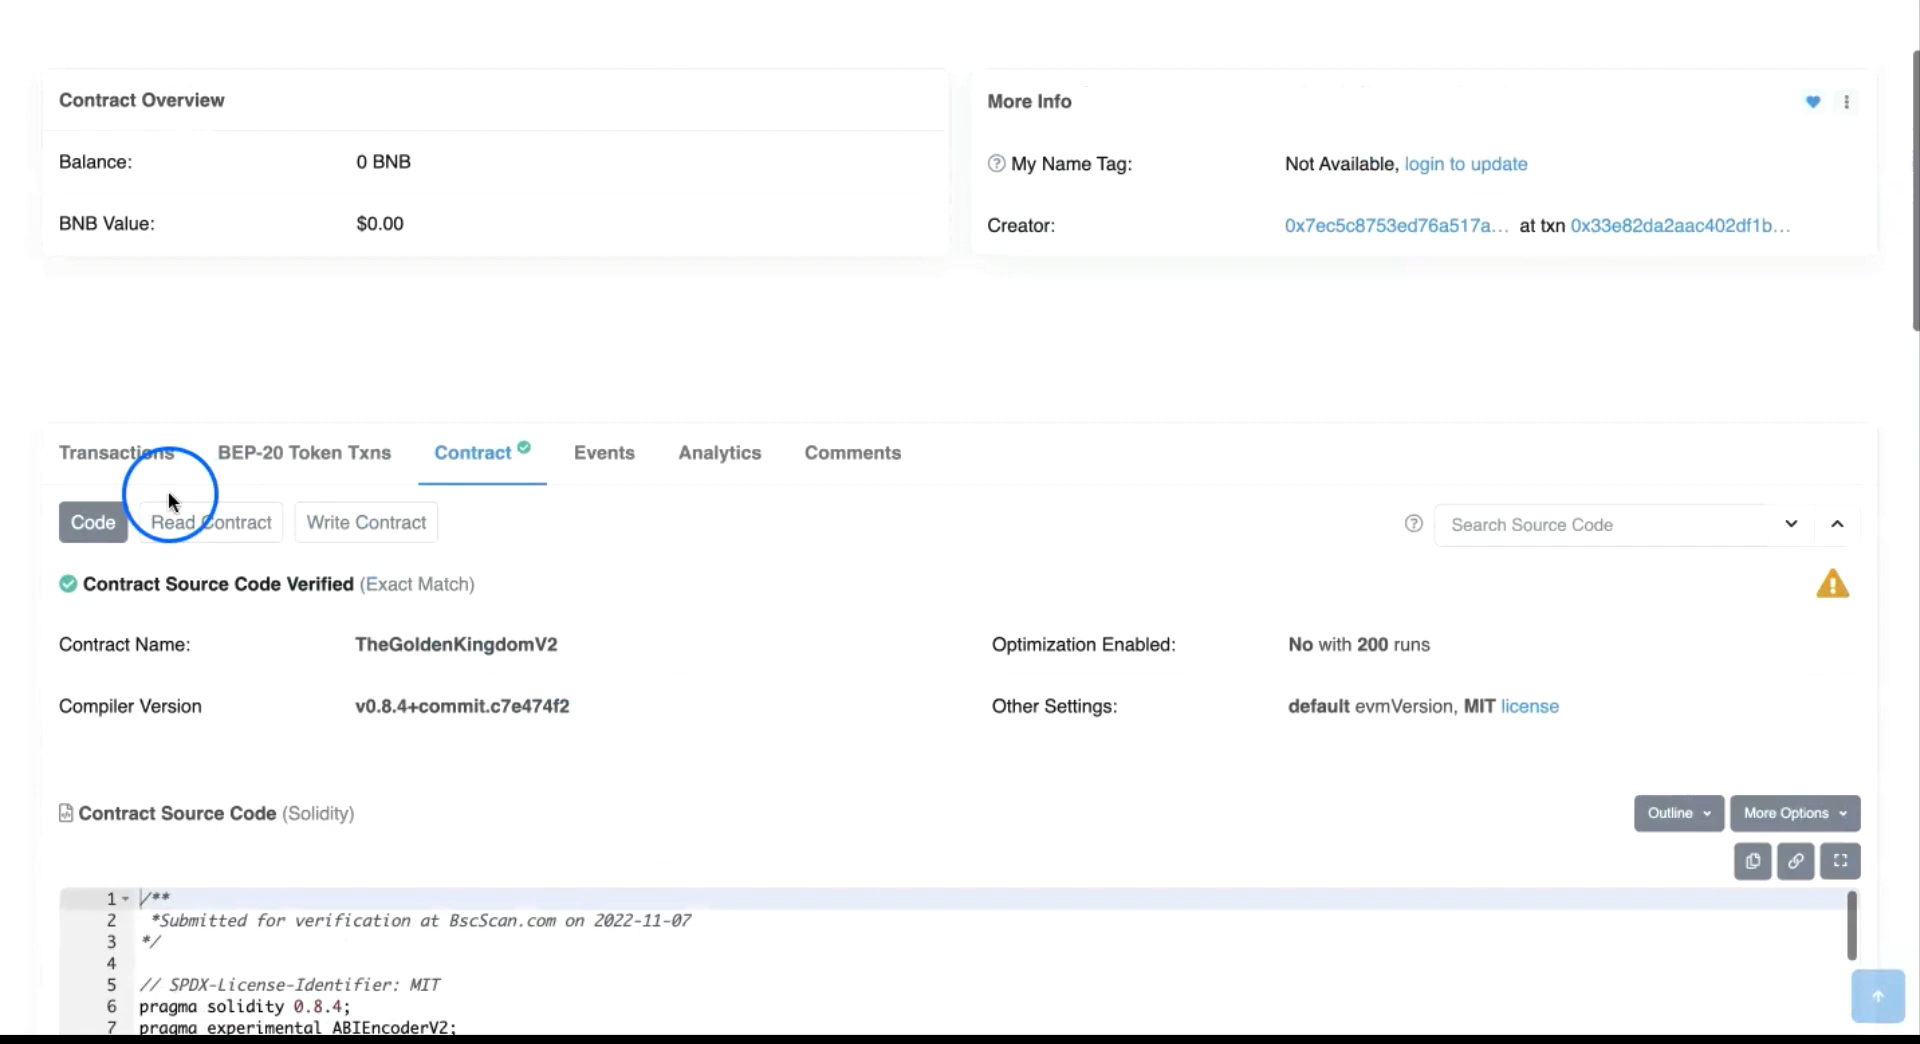 Contract Overview
Balance: 0 BNB
BNB Value: $0.00
More Info
My Name Tag: Not Available, login to update
Creator: 0x7ec5c8753ed76a517a... at txn 0x33e82da2aac402df1b...
Transactions BEP-20 Token Txns Contract Events Analytics Comments
Code Read Contract Write Contract Search Source Code
Contract Source Code Verified (Exact Match)
Contract Name: TheGoldenKingdomV2 Optimization Enabled: No with 200 runs
Compiler Version v0.8.4+commit.c7e474f2 Other Settings: default evmVersion, MIT license
Contract Source Code (Solidity) Outline More Options
1 /**
2 *Submitted for verification at BscScan.com on 2022-11-07
3 */
4
5 // SPDX-License-Identifier: MIT
6 pragma solidity 0.8.4;
7 pragma experimental ABIEncoderV2;